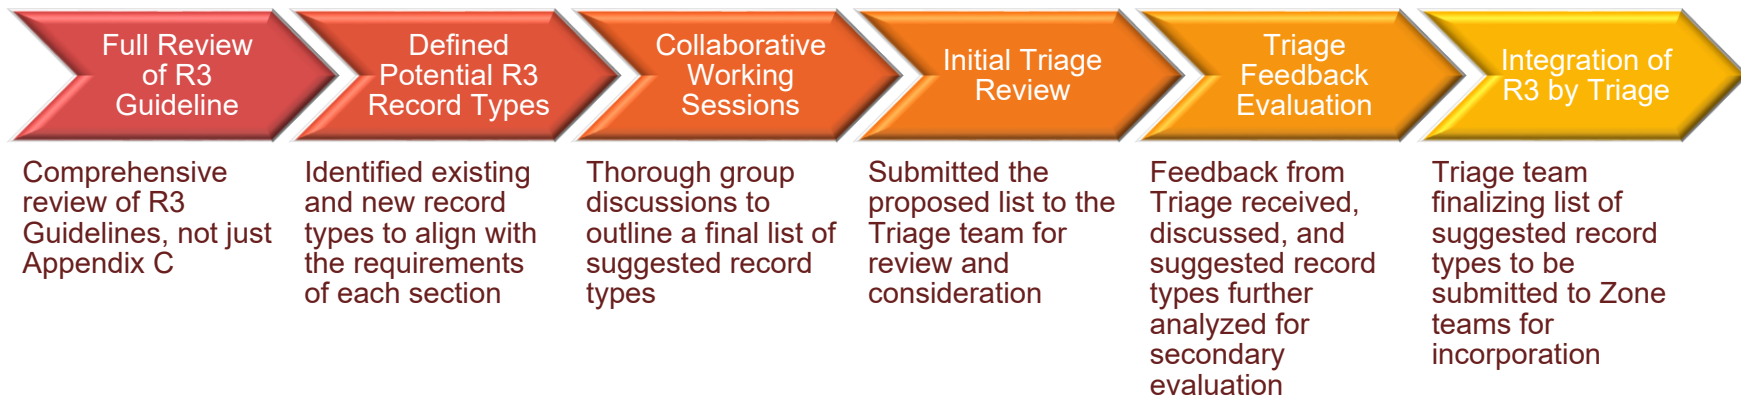 Full Review
of R3
Guideline
Comprehensive
review of R3
Guidelines, not just
Appendix C
Defined
Potential R3
Record Types
Identified existing
and new record
types to align with
the requirements
of each section
Collaborative
Working
Sessions
Thorough group
discussions to
outline a final list of
suggested record
types
Initial Triage
Review
Submitted the
proposed list to the
Triage team for
review and
consideration
Triage
Feedback
Evaluation
Feedback from
Triage received,
discussed, and
suggested record
types further
analyzed for
secondary
evaluation
Integration of
R3 by Triage
Triage team
finalizing list of
suggested record
types to be
submitted to Zone
teams for
incorporation